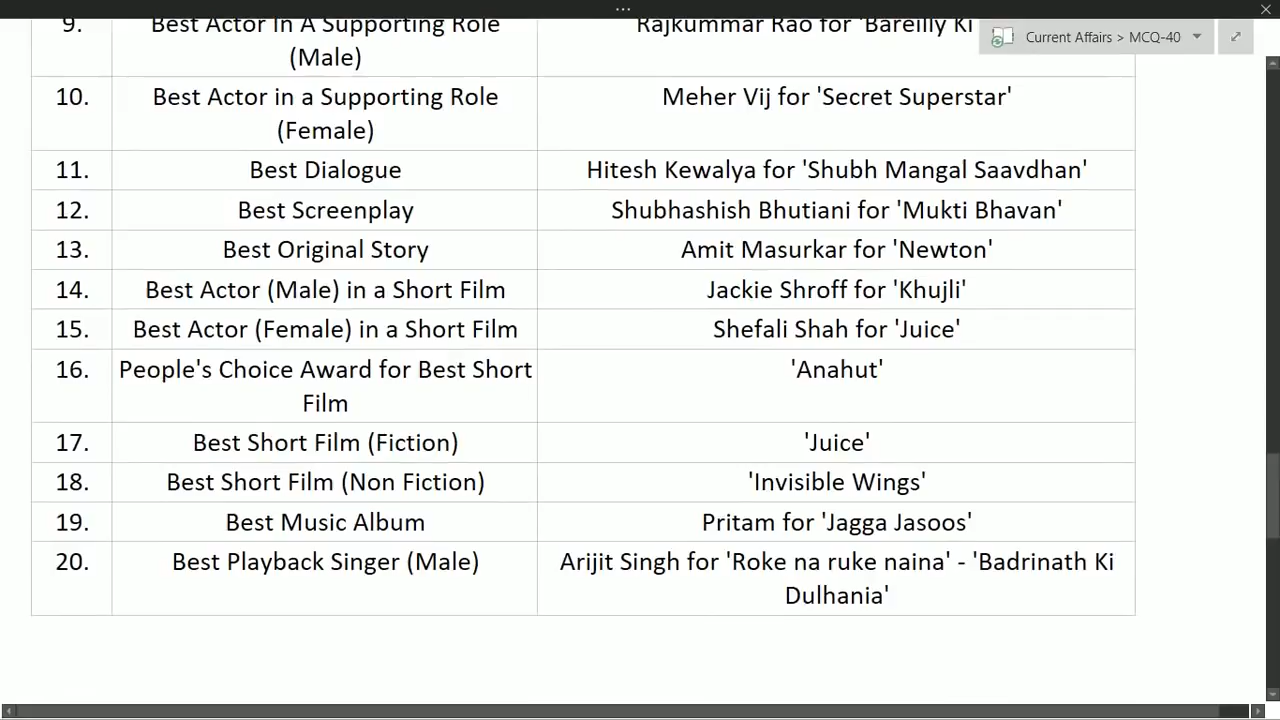 ...
Current Affairs > MCQ-40
9. Best Actor In A Supporting Role Rajkummar Rao for 'Bareilly Ki
(Male)
10. Best Actor in a Supporting Role Meher Vij for 'Secret Superstar'
(Female)
11. Best Dialogue Hitesh Kewalya for 'Shubh Mangal Saavdhan'
12. Best Screenplay Shubhashish Bhutiani for 'Mukti Bhavan'
13. Best Original Story Amit Masurkar for 'Newton'
14. Best Actor (Male) in a Short Film Jackie Shroff for 'Khujli'
15. Best Actor (Female) in a Short Film Shefali Shah for 'Juice'
16. People's Choice Award for Best Short 'Anahut'
Film
17. Best Short Film (Fiction) 'Juice'
18. Best Short Film (Non Fiction) 'Invisible Wings'
19. Best Music Album Pritam for 'Jagga Jasoos'
20. Best Playback Singer (Male) Arijit Singh for 'Roke na ruke naina' - 'Badrinath Ki
Dulhania'